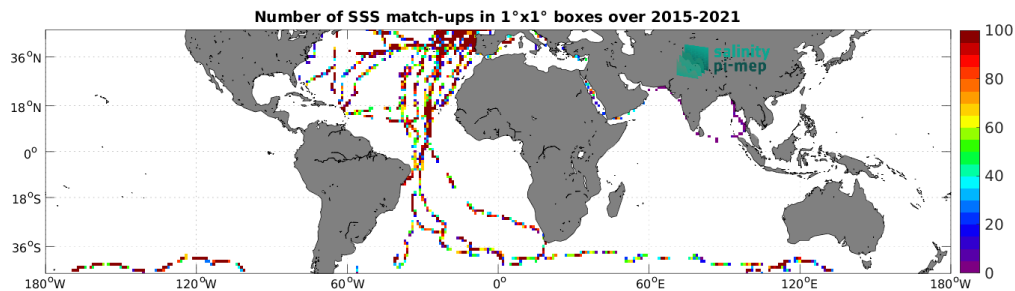 Number of SSS match-ups in 1°x1° boxes over 2015-2021
36°N
18°N
0°
18°S
36°S
180°W
120°W
60°W
0°
60°E
120°E
180°W
salinity
pi-mep
100
80
60
40
20
0